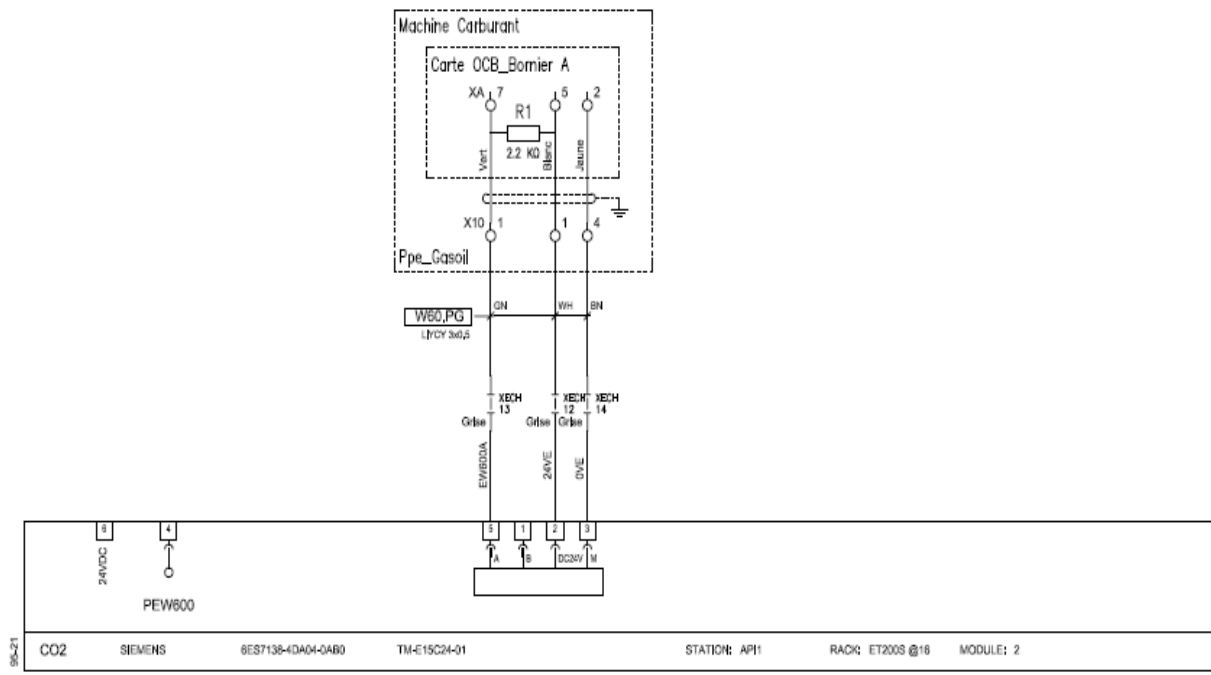 Machine Carburant
Carte OCB_Bornier A
XA 7 5 2
R1
2.2 KΩ
Vert Blanc Jaune
X10 1 1 4
Ppe_Gasoil
GN WH BN
W60.PG
LIYCY 3x0,5
XECH XECH XECH
13 12 14
Grise Grise Grise
EW600A 24VE 0VE
6 4 5 1 2 3
A B DC24V M
24VDC
PEW600
95-21
CO2 SIEMENS 6ES7138-4DA04-0AB0 TM-E15C24-01 STATION: API1 RACK: ET200S @16 MODULE: 2